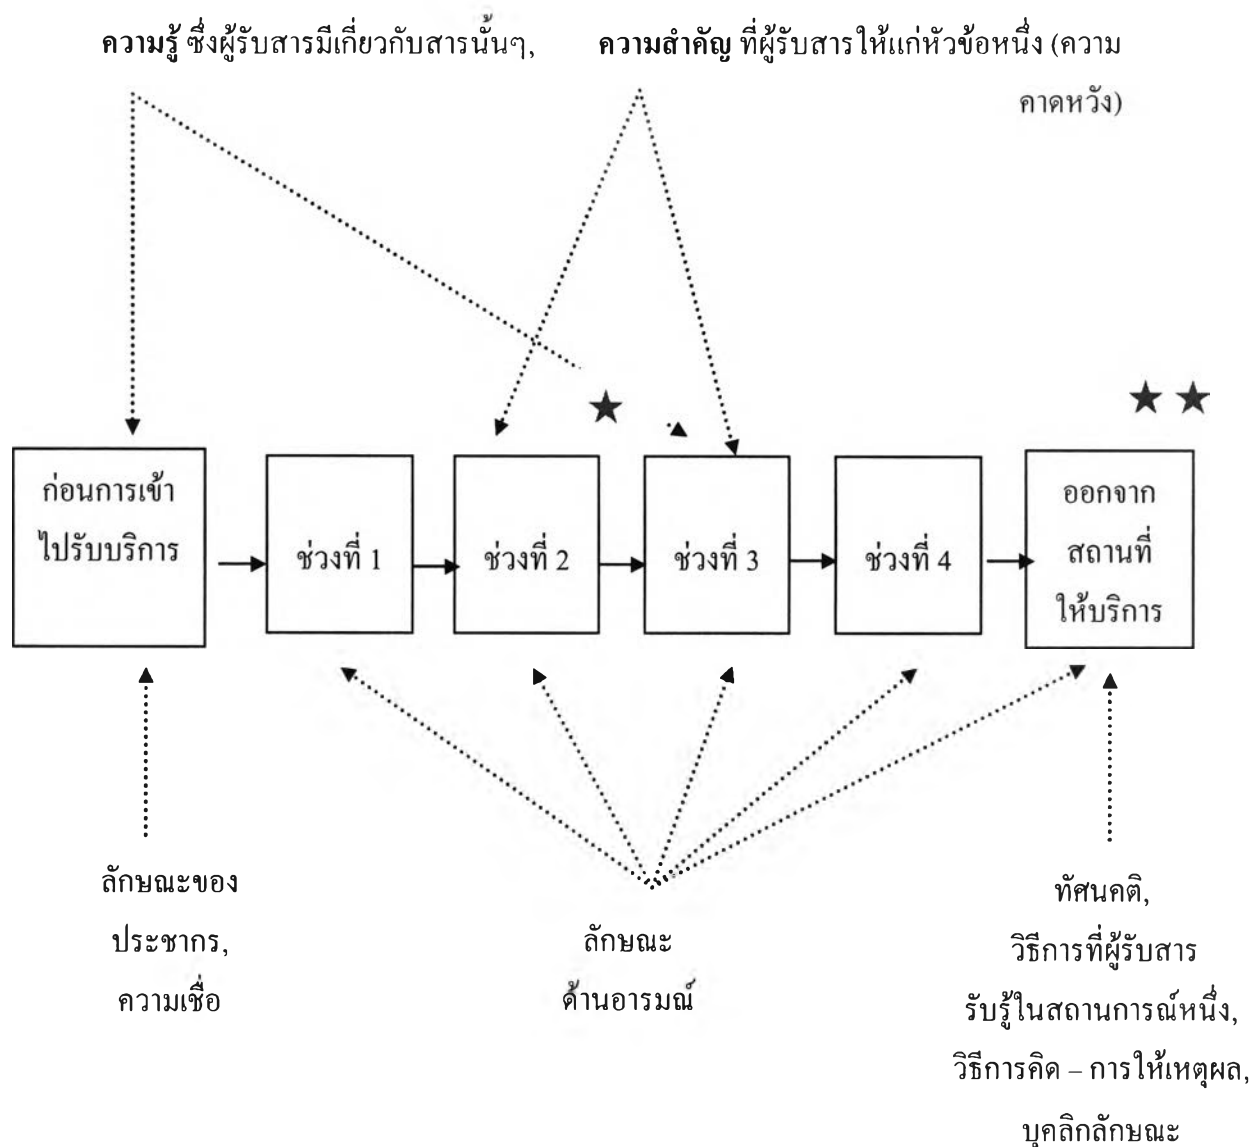 ความรู้ ซึ่งผู้รับสารมีเกี่ยวกับสารนั้นๆ,
ความสำคัญ ที่ผู้รับสารให้แก่หัวข้อหนึ่ง (ความ
คาดหวัง)
ก่อนการเข้า
ไปรับบริการ
ช่วงที่ 1
ช่วงที่ 2
ช่วงที่ 3
ช่วงที่ 4
ออกจาก
สถานที่
ให้บริการ
ลักษณะของ
ประชากร,
ความเชื่อ
ลักษณะ
ด้านอารมณ์
ทัศนคติ,
วิธีการที่ผู้รับสาร
รับรู้ในสถานการณ์หนึ่ง,
วิธีการคิด – การให้เหตุผล,
บุคลิกลักษณะ